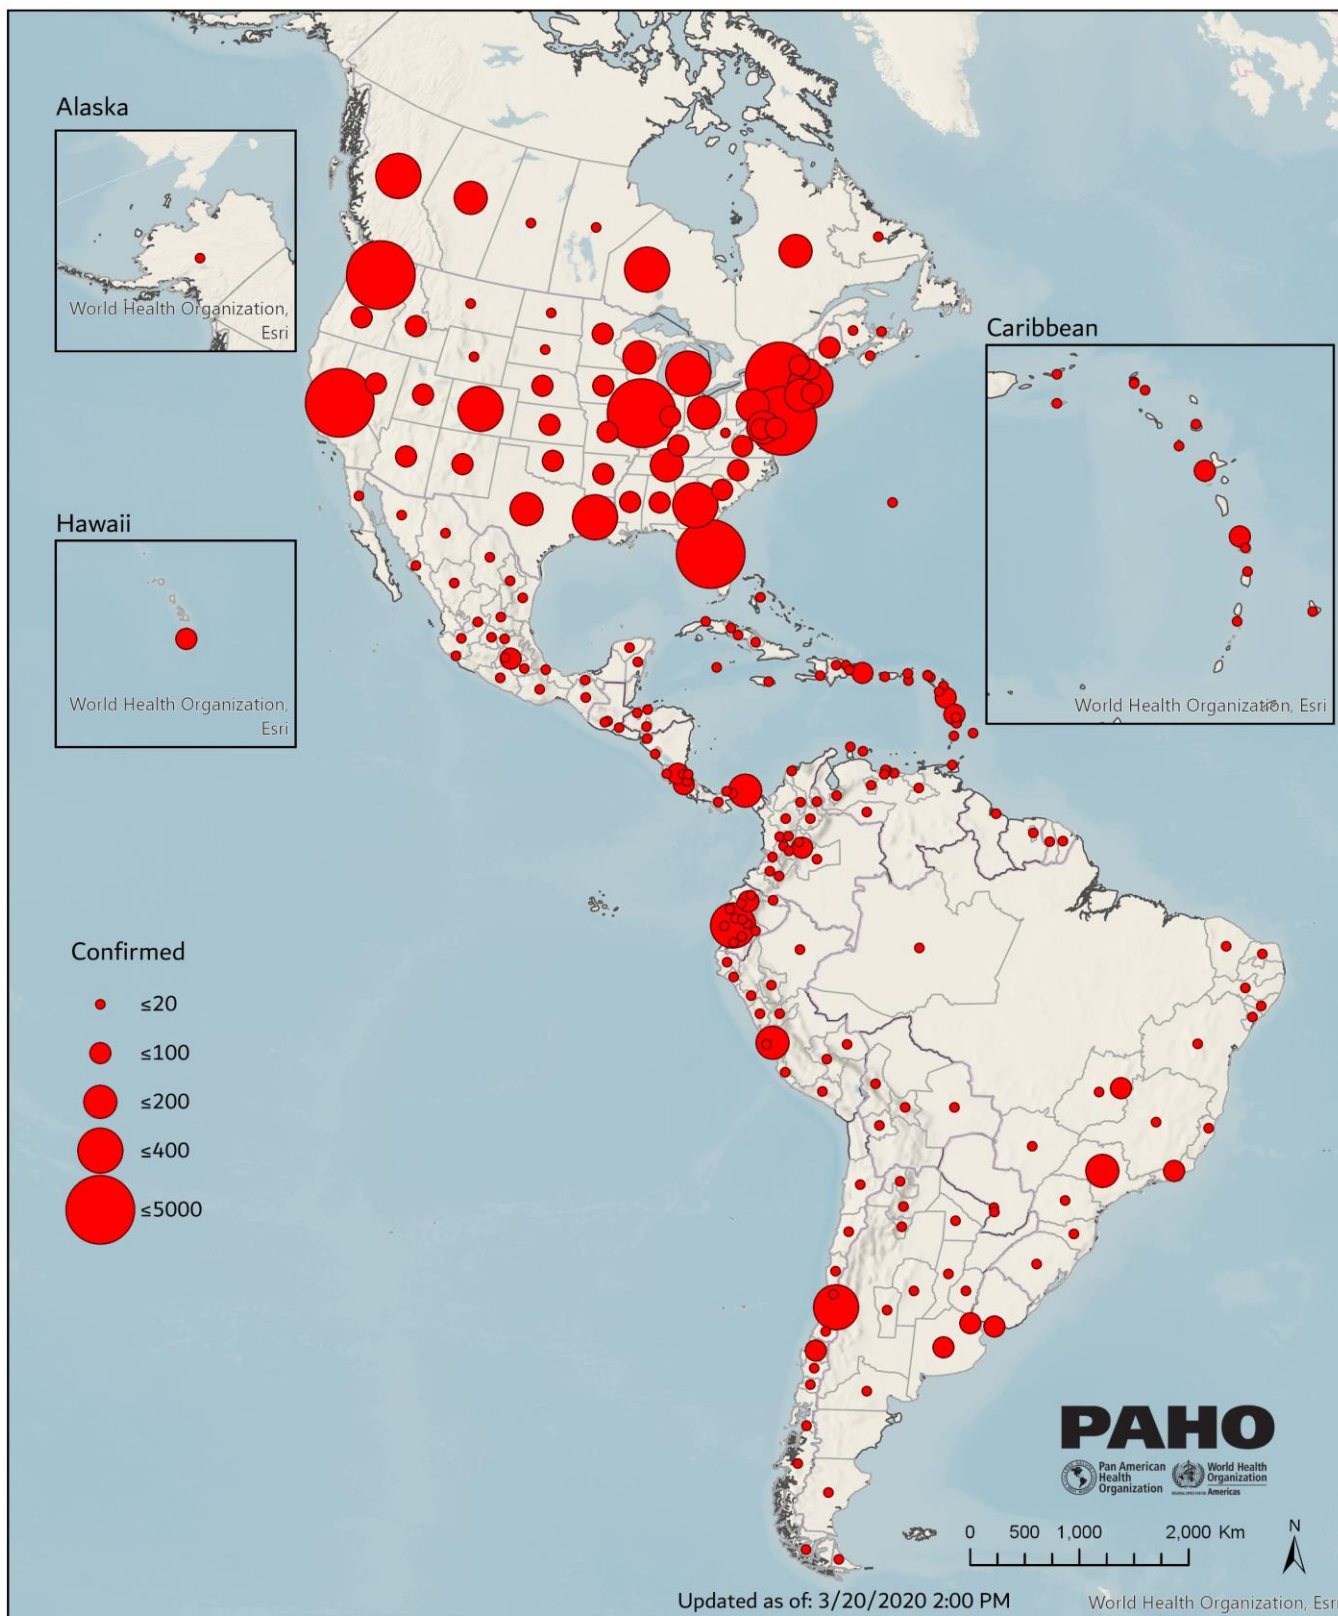 Alaska
World Health Organization,
Esri
Hawaii
World Health Organization,
Esri
Caribbean
World Health Organization, Esri
Confirmed
≤20
≤100
≤200
≤400
≤5000
PAHO
Pan American
Health
Organization
World Health
Organization
Americas
0 500 1,000 2,000 Km
N
Updated as of: 3/20/2020 2:00 PM
World Health Organization, Esri